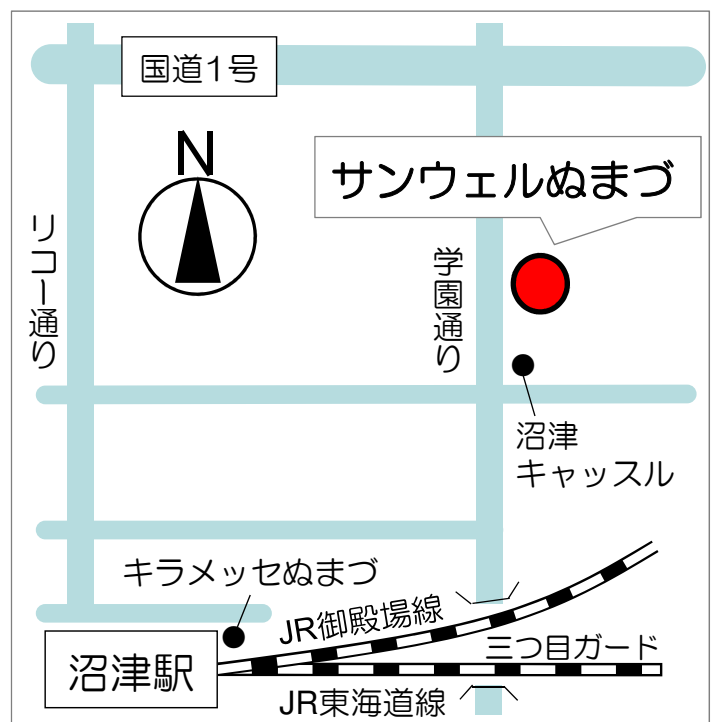 国道1号
N
サンウェルぬまづ
リコー通り
学園通り
沼津
キャッスル
キラメッセぬまづ
JR御殿場線
三つ目ガード
沼津駅
JR東海道線